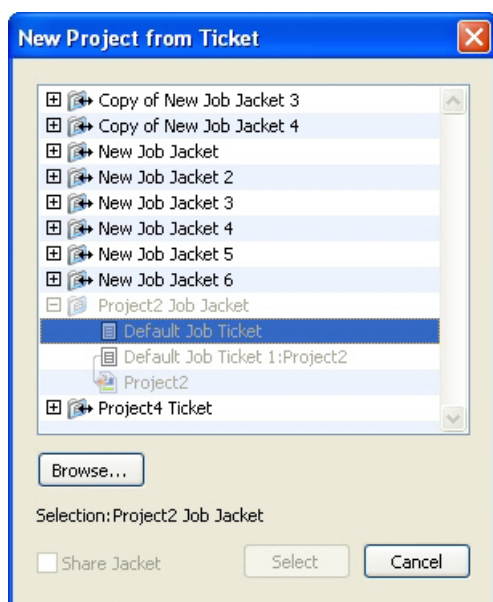 New Project from Ticket
Copy of New Job Jacket 3
Copy of New Job Jacket 4
New Job Jacket
New Job Jacket 2
New Job Jacket 3
New Job Jacket 4
New Job Jacket 5
New Job Jacket 6
Project2 Job Jacket
Default Job Ticket
Default Job Ticket 1:Project2
Project2
Project4 Ticket
Browse...
Selection:Project2 Job Jacket
Share Jacket Select Cancel